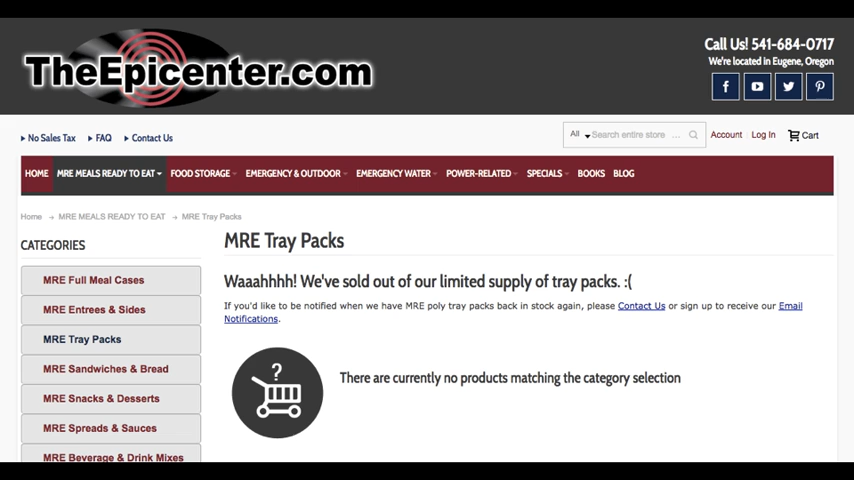 TheEpicenter.com
Call Us! 541-684-0717
We're located in Eugene, Oregon
No Sales Tax FAQ Contact Us
All Search entire store ... Account Log In Cart
HOME MRE MEALS READY TO EAT FOOD STORAGE EMERGENCY & OUTDOOR EMERGENCY WATER POWER-RELATED SPECIALS BOOKS BLOG
Home → MRE MEALS READY TO EAT → MRE Tray Packs
CATEGORIES
MRE Full Meal Cases
MRE Entrees & Sides
MRE Tray Packs
MRE Sandwiches & Bread
MRE Snacks & Desserts
MRE Spreads & Sauces
MRE Beverage & Drink Mixes
MRE Tray Packs
Waaahhhh! We've sold out of our limited supply of tray packs. :(
If you'd like to be notified when we have MRE poly tray packs back in stock again, please Contact Us or sign up to receive our Email
Notifications.
?
There are currently no products matching the category selection